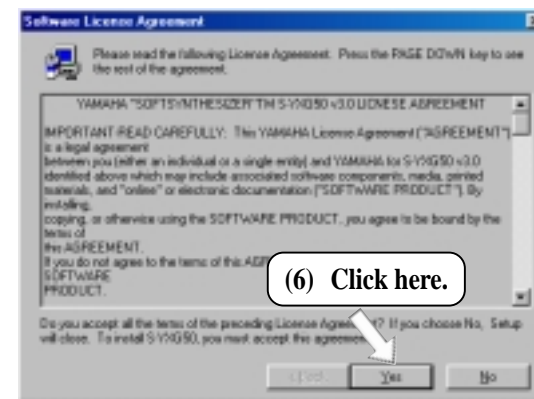 Software License Agreement
Please read the following License Agreement. Press the PAGE DOWN key to see
the rest of the agreement.
YAMAHA "SOFTSYNTHESIZER" TM S-YXG50 v3.0 LICNESE AGREEMENT
IMPORTANT-READ CAREFULLY: This YAMAHA License Agreement ("AGREEMENT")
is a legal agreement
between you (either an individual or a single entity) and YAMAHA for S-YXG50 v3.0
identified above which may include associated software components, media, printed
materials, and "online" or electronic documentation ("SOFTWARE PRODUCT"). By
installing,
copying, or otherwise using the SOFTWARE PRODUCT, you agree to be bound by the
terms of
this AGREEMENT.
If you do not agree to the terms of this
SOFTWARE
PRODUCT.
(6) Click here.
Do you accept all the terms of the preceding License? If you choose No, Setup
will close. To install S-YXG50, you must accept this
< Back
Yes
No